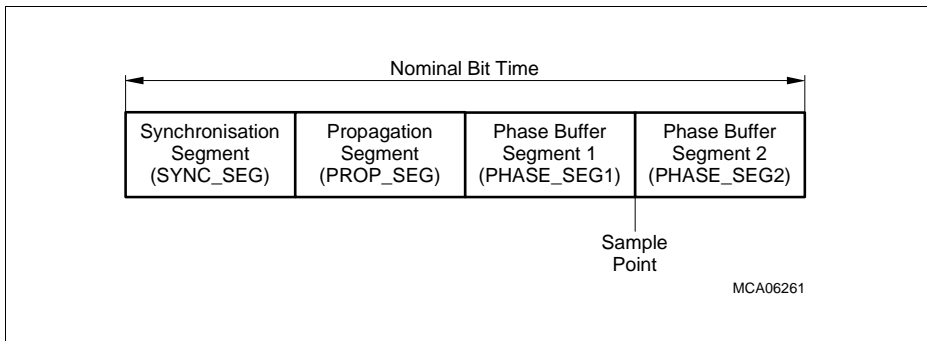 Nominal Bit Time
Synchronisation
Segment
(SYNC_SEG)
Propagation
Segment
(PROP_SEG)
Phase Buffer
Segment 1
(PHASE_SEG1)
Phase Buffer
Segment 2
(PHASE_SEG2)
Sample
Point
MCA06261